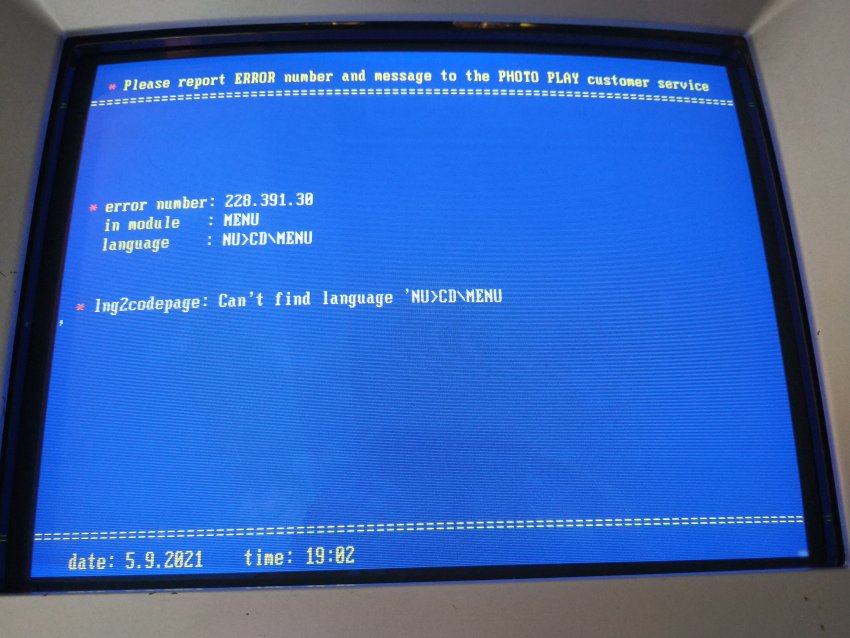 * Please report ERROR number and message to the PHOTO PLAY customer service
================================================================================
* error number: 228.391.30
in module : MENU
language : NU>CD\MENU
* lng2codepage: Can't find language 'NU>CD\MENU
'
================================================================================
date: 5.9.2021 time: 19:02